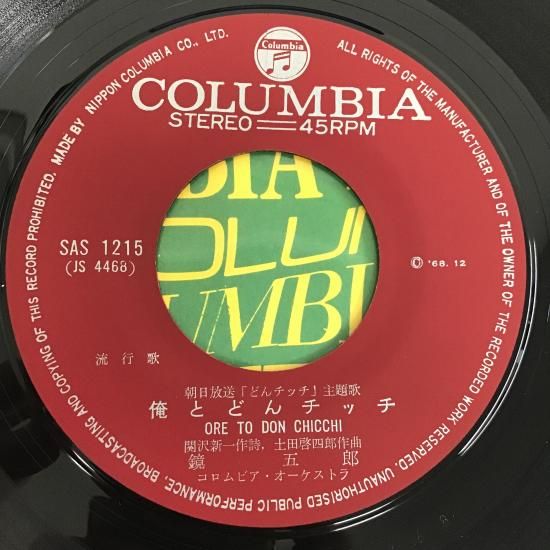 MADE BY NIPPON COLUMBIA CO., LTD. ALL RIGHTS OF THE MANUFACTURER AND OF THE OWNER OF THE RECORDED WORK RESERVED. UNAUTHORISED PUBLIC PERFORMANCE, BROADCASTING AND COPYING OF THIS RECORD PROHIBITED.
Columbia
COLUMBIA
STEREO 45RPM
BIA
OLUM
UMBI
SAS 1215
(JS 4468)
© '68. 12
流行歌
朝日放送「どんチッチ」主題歌
俺とどんチッチ
ORE TO DON CHICCHI
関沢新一作詩, 土田啓四郎作曲
鏡五郎
コロムビア・オーケストラ